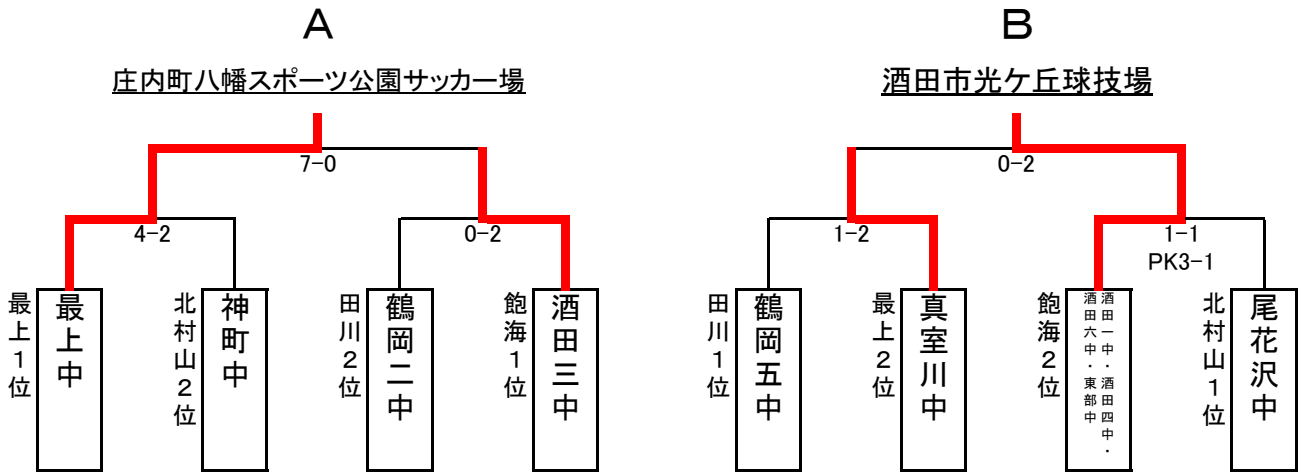 A
庄内町八幡スポーツ公園サッカー場
7-0
4-2
0-2
最上1位
最上中
北村山2位
神町中
田川2位
鶴岡二中
飽海1位
酒田三中
B
酒田市光ケ丘球技場
0-2
1-2
1-1
PK3-1
田川1位
鶴岡五中
最上2位
真室川中
飽海2位
酒田一中・酒田四中・
酒田六中・東部中
北村山1位
尾花沢中